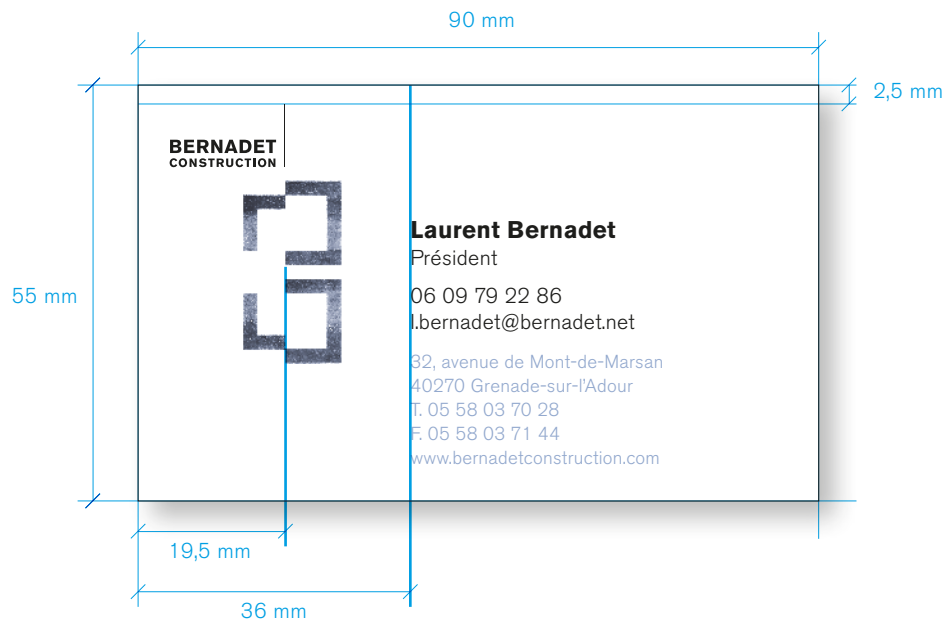 90 mm
2,5 mm
BERNADET
CONSTRUCTION
Laurent Bernadet
Président
55 mm
06 09 79 22 86
l.bernadet@bernadet.net
32, avenue de Mont-de-Marsan
40270 Grenade-sur-l'Adour
T. 05 58 03 70 28
F. 05 58 03 71 44
www.bernadetconstruction.com
19,5 mm
36 mm